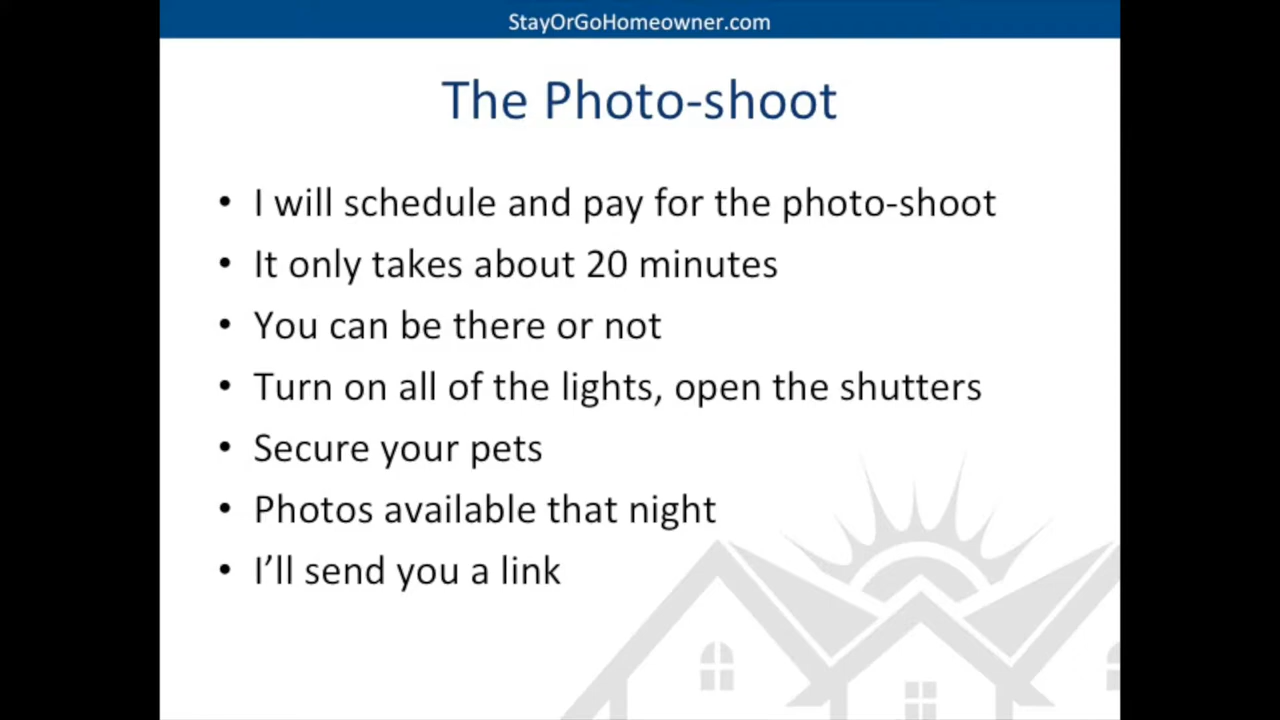 StayOrGoHomeowner.com
The Photo-shoot
• I will schedule and pay for the photo-shoot
• It only takes about 20 minutes
• You can be there or not
• Turn on all of the lights, open the shutters
• Secure your pets
• Photos available that night
• I’ll send you a link